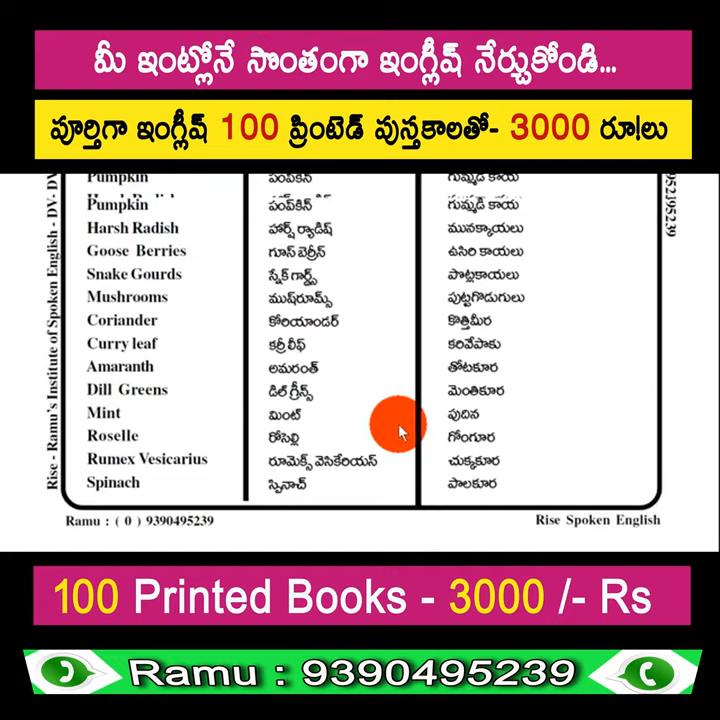 మీ ఇంట్లోనే సొంతంగా ఇంగ్లీష్ నేర్చుకోండి...
పూర్తిగా ఇంగ్లీష్ 100 ప్రింటెడ్ పుస్తకాలతో- 3000 రూ!లు
Pumpkin పంప్‌కిన్ గుమ్మడి కాయ
Pumpkin పంప్‌కిన్ గుమ్మడి కాయ
Harsh Radish హార్ష్ ర్యాడిష్ మునక్కాయలు
Goose Berries గూస్ బెర్రీస్ ఉసిరి కాయలు
Snake Gourds స్నేక్ గార్డ్స్ పొట్లకాయలు
Mushrooms ముష్‌రూమ్స్ పుట్టగొడుగులు
Coriander కోరియాండర్ కొత్తిమీర
Curry leaf కర్రీ లీఫ్ కరివేపాకు
Amaranth అమరంత్ తోటకూర
Dill Greens డిల్ గ్రీన్స్ మెంతికూర
Mint మింట్ పుదిన
Roselle రోసెల్లి గోంగూర
Rumex Vesicarius రూమెక్స్ వెసికేరియస్ చుక్కకూర
Spinach స్పినాచ్ పాలకూర
Rise - Ramu's Institute of Spoken English - DV- DV
Ramu : ( 0 ) 9390495239 Rise Spoken English
100 Printed Books - 3000 /- Rs
Ramu : 9390495239